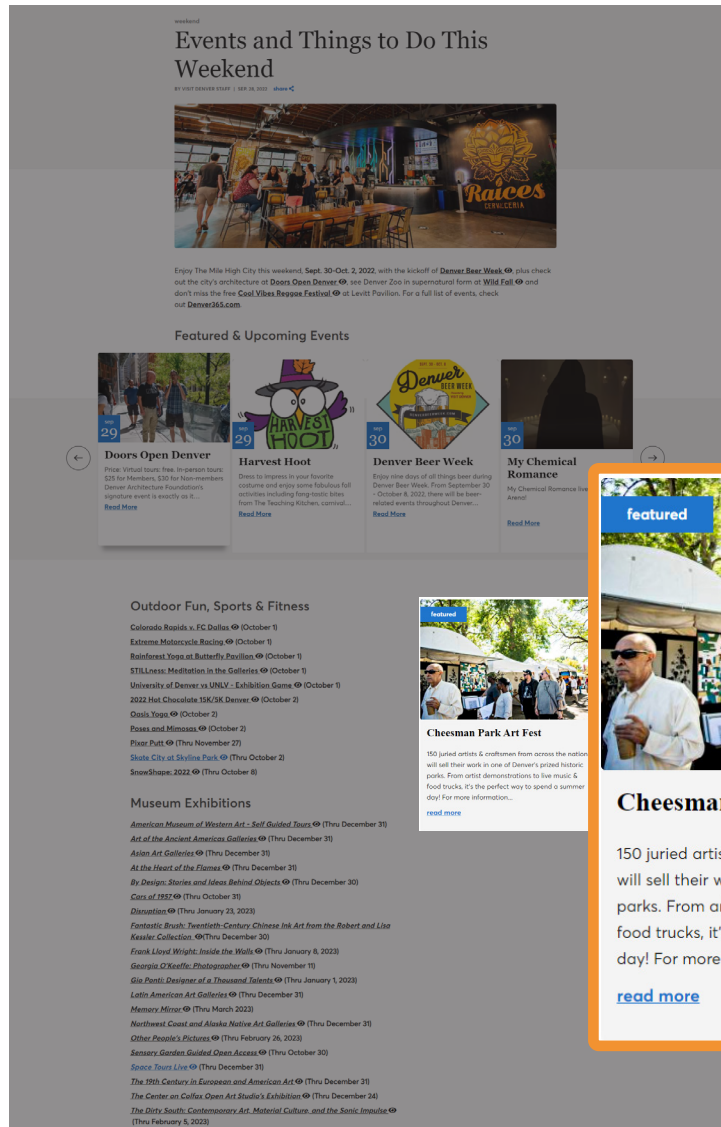 weekend
Events and Things to Do This
Weekend
BY VISIT DENVER STAFF | SEP 28, 2022 share
Raíces
CERVECERIA
Enjoy The Mile High City this weekend, Sept. 30-Oct. 2, 2022, with the kickoff of Denver Beer Week, plus check
out the city's architecture at Doors Open Denver, see Denver Zoo in supernatural form at Wild Fall and
don't miss the free Cool Vibes Reggae Festival at Levitt Pavilion. For a full list of events, check
out Denver365.com.
Featured & Upcoming Events
sep
29
Doors Open Denver
Price: Virtual tours: free. In-person tours:
$25 for Members, $30 for Non-members
Denver Architecture Foundation's
signature event is exactly as it....
Read More
HARVEST
HOOT
sep
29
Harvest Hoot
Dress to impress in your favorite
costume and enjoy some fabulous fall
activities including fang-tastic bites
from The Teaching Kitchen, carnival....
Read More
Denver
BEER WEEK
sep
30
Denver Beer Week
Enjoy nine days of all things beer during
Denver Beer Week. From September 30
- October 8, 2022, there will be beer-
related events throughout Denver....
Read More
sep
30
My Chemical
Romance
My Chemical Romance live
Arena!
Read More
Outdoor Fun, Sports & Fitness
Colorado Rapids v. FC Dallas (October 1)
Extreme Motorcycle Racing (October 1)
Rainforest Yoga at Butterfly Pavilion (October 1)
STILLness: Meditation in the Galleries (October 1)
University of Denver vs UNLV - Exhibition Game (October 1)
2022 Hot Chocolate 15K/5K Denver (October 2)
Oasis Yoga (October 2)
Poses and Mimosas (October 2)
Pixar Putt (Thru November 27)
Skate City at Skyline Park (Thru October 2)
SnowShape: 2022 (Thru October 8)
Museum Exhibitions
American Museum of Western Art - Self Guided Tours (Thru December 31)
Art of the Ancient Americas Galleries (Thru December 31)
Asian Art Galleries (Thru December 31)
At the Heart of the Flames (Thru December 31)
By Design: Stories and Ideas Behind Objects (Thru December 30)
Cars of 1957 (Thru October 31)
Disruption (Thru January 23, 2023)
Fantastic Brush: Twentieth-Century Chinese Ink Art from the Robert and Lisa
Kessler Collection (Thru December 30)
Frank Lloyd Wright: Inside the Walls (Thru January 8, 2023)
Georgia O'Keeffe: Photographer (Thru November 11)
Gio Ponti: Designer of a Thousand Talents (Thru January 1, 2023)
Latin American Art Galleries (Thru December 31)
Memory Mirror (Thru March 2023)
Northwest Coast and Alaska Native Art Galleries (Thru December 31)
Other People's Pictures (Thru February 26, 2023)
Sensory Garden Guided Open Access (Thru October 30)
Space Tours Live (Thru December 31)
The 19th Century in European and American Art (Thru December 31)
The Center on Colfax Open Art Studio's Exhibition (Thru December 24)
The Dirty South: Contemporary Art, Material Culture, and the Sonic Impulse
(Thru February 5, 2023)
featured
Cheesman Park Art Fest
150 juried artists & craftsmen from across the nation
will sell their work in one of Denver's prized historic
parks. From artist demonstrations to live music &
food trucks, it's the perfect way to spend a summer
day! For more information...
read more
featured
Cheesma
150 juried artis
will sell their w
parks. From ar
food trucks, it'
day! For more
read more